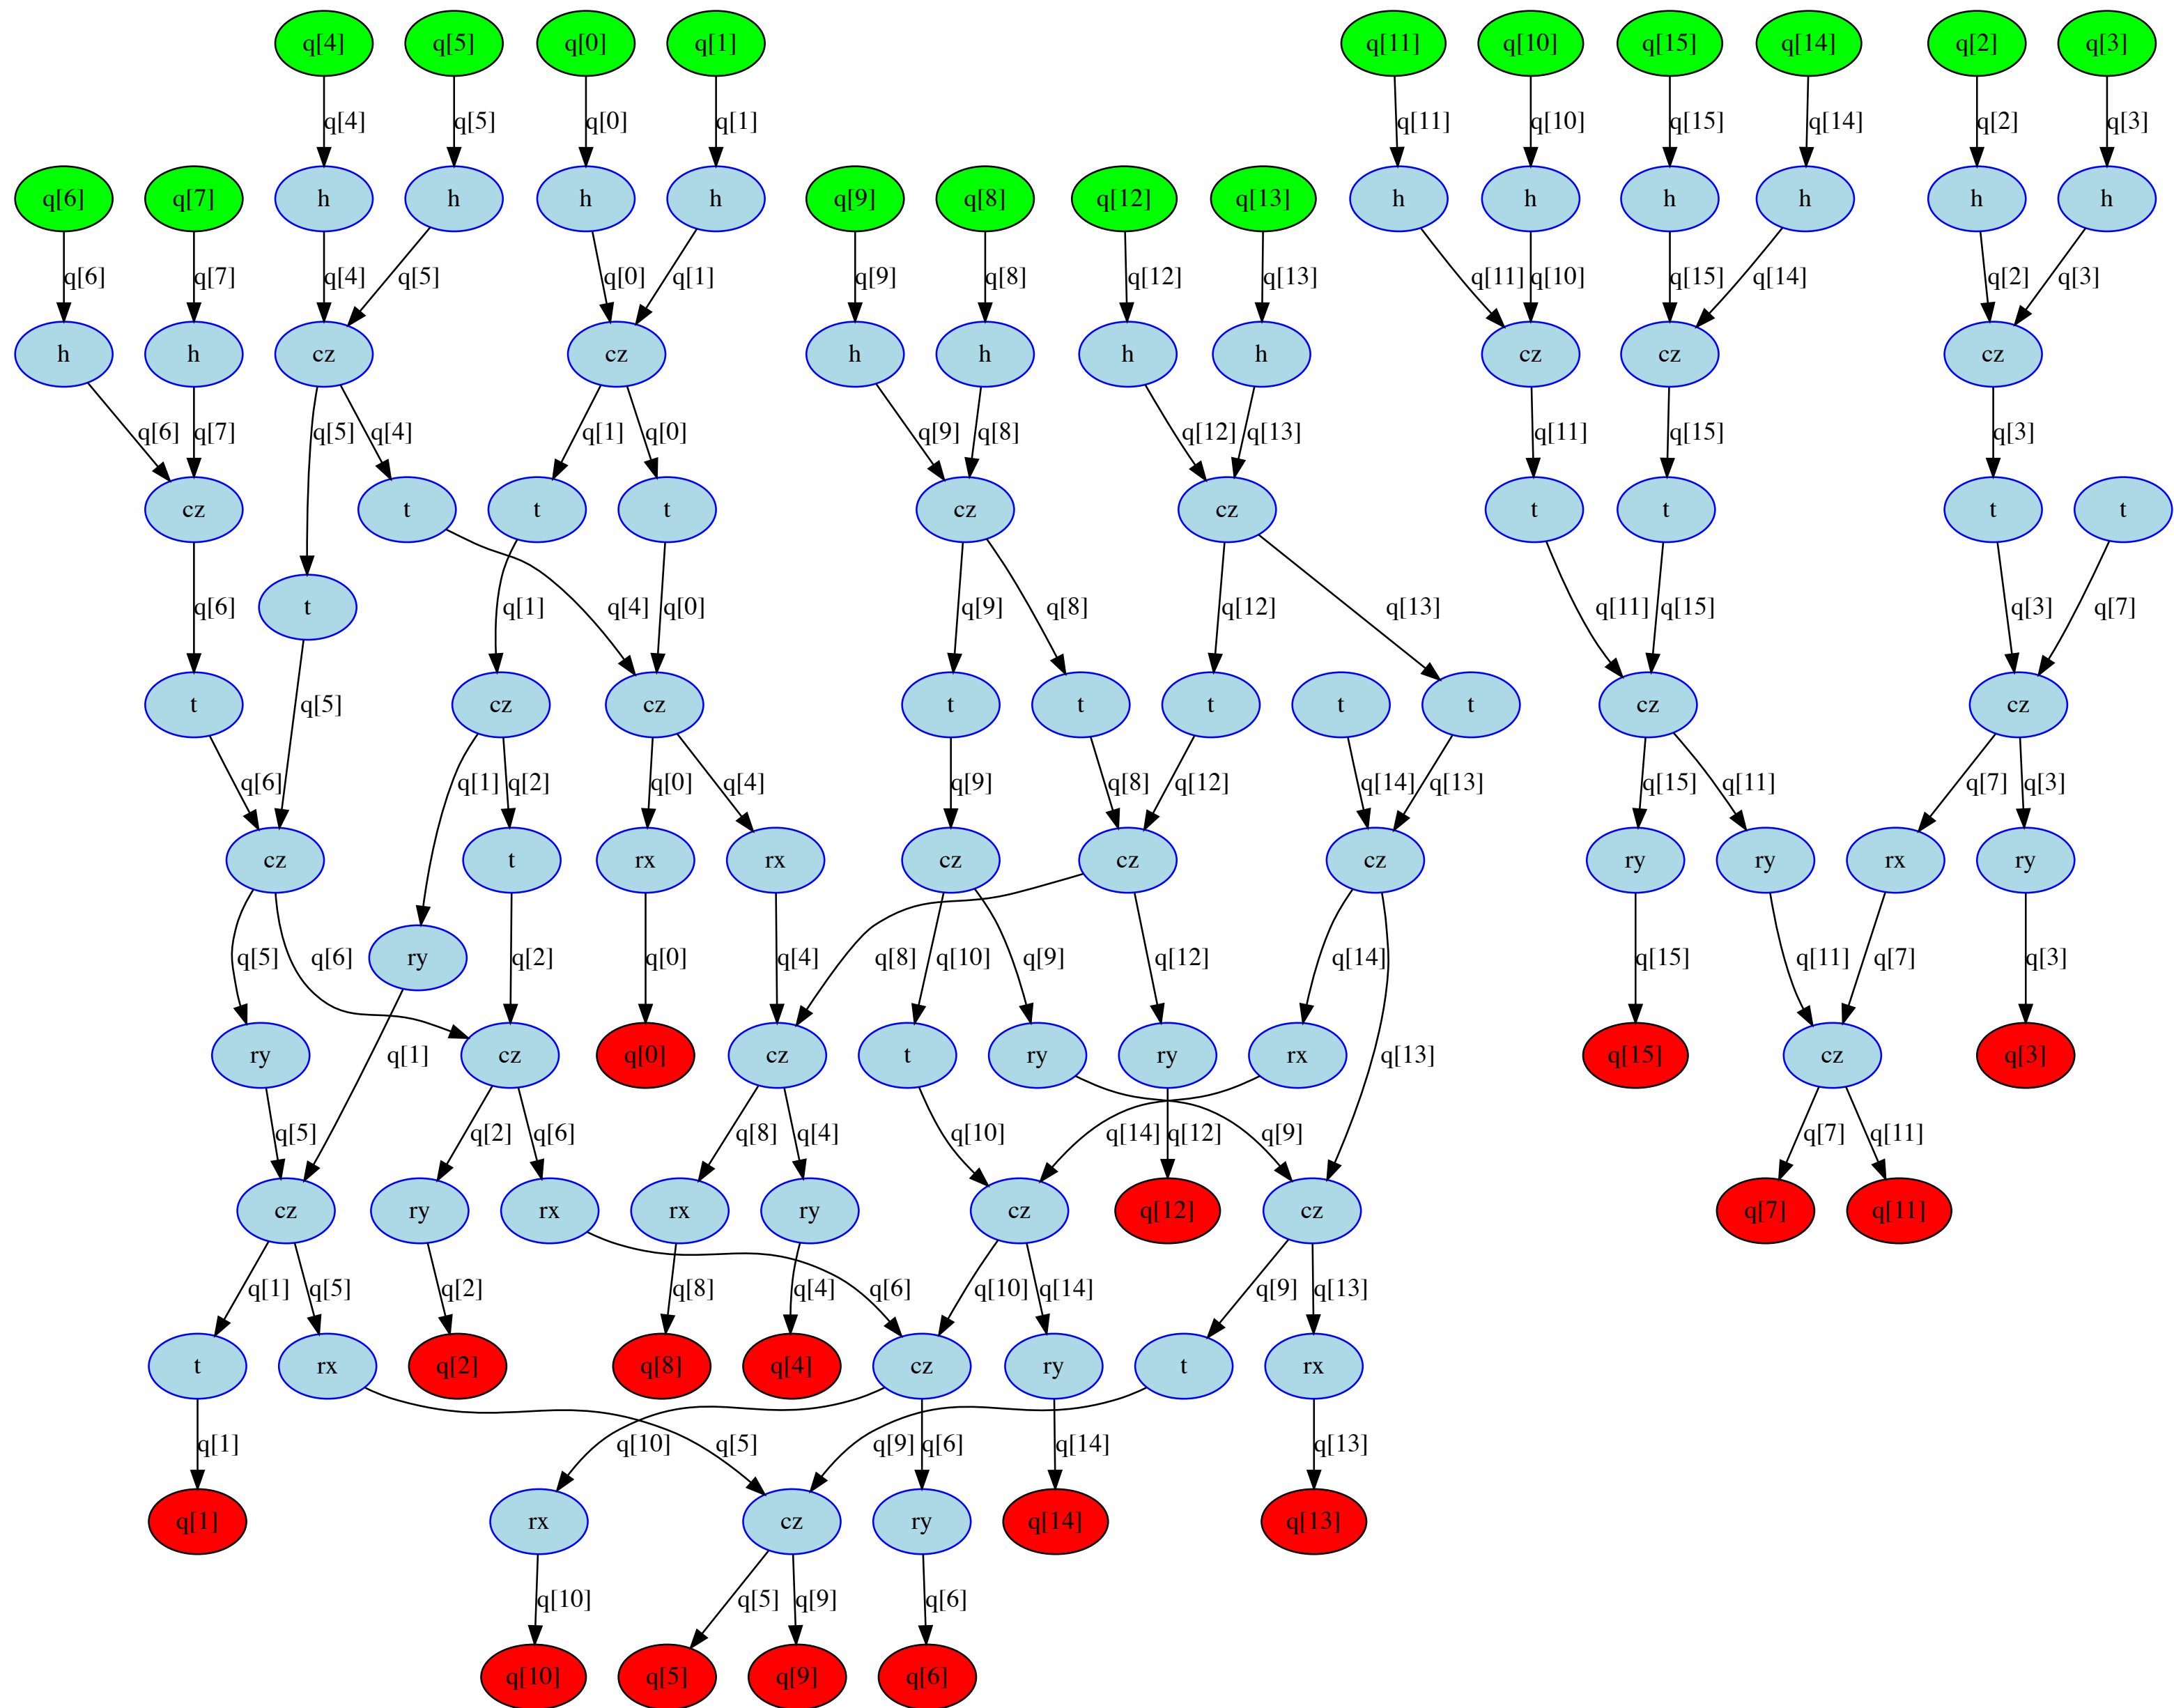 q[4] q[5] q[0] q[1] q[11] q[10] q[15] q[14] q[2] q[3]
q[4] q[5] q[0] q[1] q[11] q[10] q[15] q[14] q[2] q[3]
q[6] q[7] h h h h q[9] q[8] q[12] q[13] h h h h h h
q[6] q[7] q[4] q[5] q[0] q[1] q[9] q[8] q[12] q[13] q[11] q[10] q[15] q[14] q[2] q[3]
h h cz cz h h h h cz cz cz
q[6] q[7] q[5] q[4] q[1] q[0] q[9] q[8] q[12] q[13] q[11] q[15] q[3]
cz t t t cz cz t t t t
q[6] t q[1] q[4] q[0] q[9] q[8] q[12] q[13] q[11] q[15] q[3] q[7]
t q[5] cz cz t t t t t cz cz
q[6] q[1] q[2] q[0] q[4] q[9] q[8] q[12] q[14] q[13] q[15] q[11] q[7] q[3]
cz t rx rx cz cz cz ry ry rx ry
q[5] q[6] ry q[2] q[0] q[4] q[8] q[10] q[9] q[12] q[14] q[15] q[11] q[7] q[3]
ry q[1] cz q[0] cz t ry ry rx q[13] q[15] cz q[3]
q[5] q[2] q[6] q[8] q[4] q[10] q[14] q[12] q[9] q[7] q[11]
cz ry rx rx ry cz q[12] cz q[7] q[11]
q[1] q[5] q[2] q[8] q[4] q[6] q[10] q[14] q[9] q[13]
t rx q[2] q[8] q[4] cz ry t rx
q[1] q[10] q[5] q[9] q[6] q[14] q[13]
q[1] rx cz ry q[14] q[13]
q[10] q[5] q[9] q[6]
q[10] q[5] q[9] q[6]